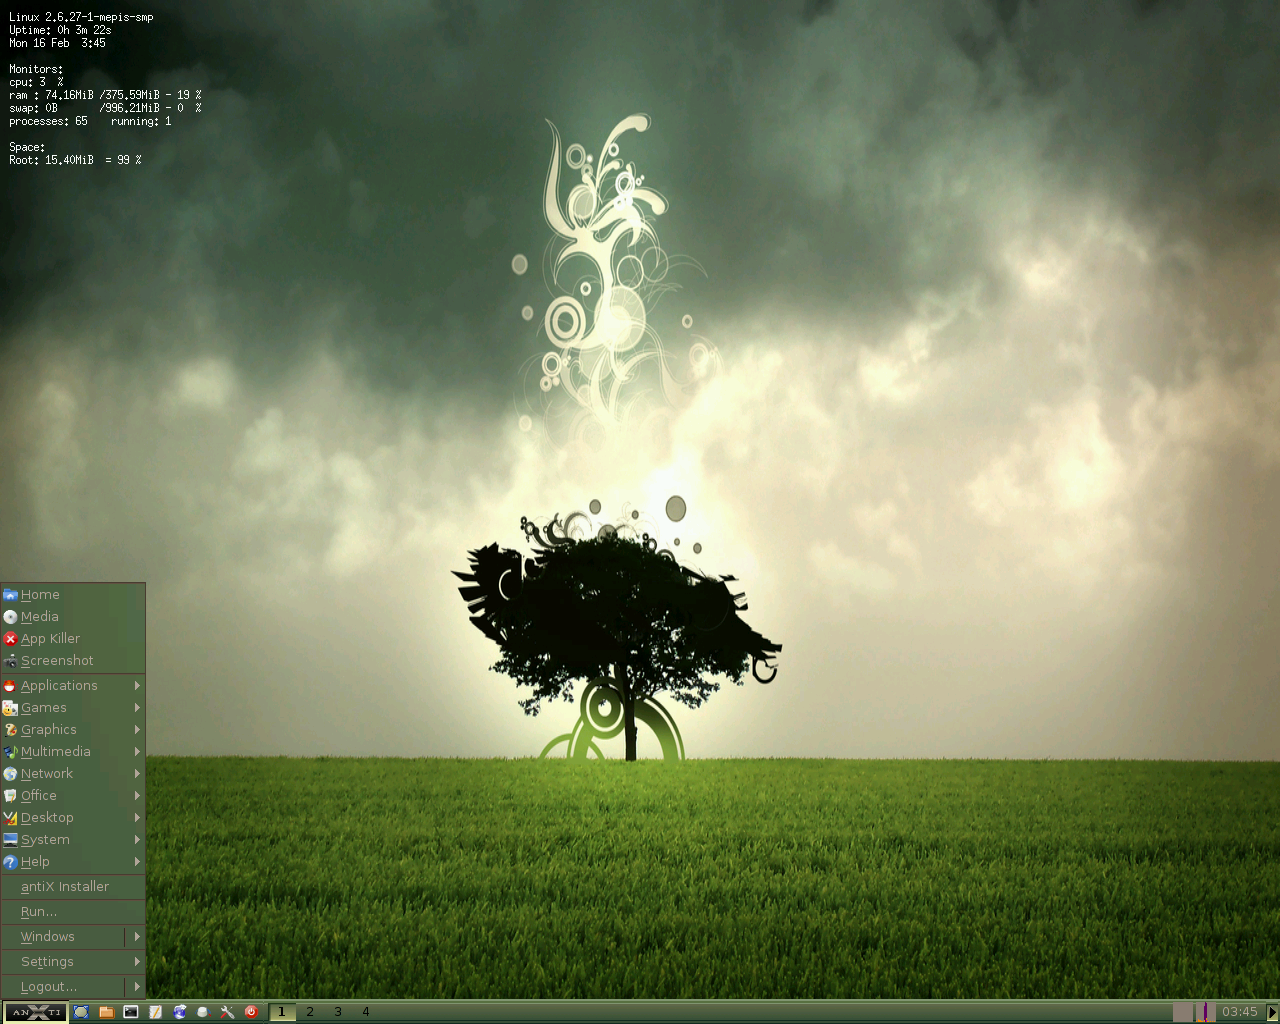 Linux 2.6.27-1-mepis-smp
Uptime: 0h 3m 22s
Mon 16 Feb  3:45
Monitors:
cpu: 3  %
ram : 74.16MiB /375.59MiB - 19 %
swap: 0B       /996.21MiB - 0  %
processes: 65    running: 1
Space:
Root: 15.40MiB  = 99 %
Home
Media
App Killer
Screenshot
Applications
Games
Graphics
Multimedia
Network
Office
Desktop
System
Help
antiX Installer
Run...
Windows
Settings
Logout...
ANXTI 1 2 3 4 03:45